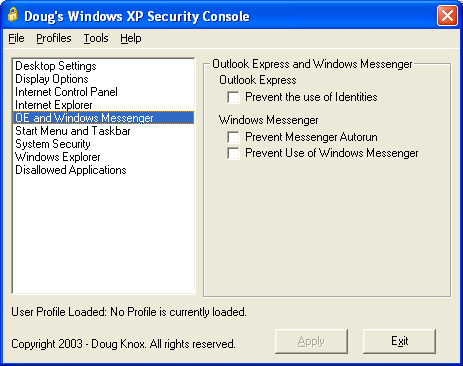 Doug's Windows XP Security Console
File Profiles Tools Help
Desktop Settings
Display Options
Internet Control Panel
Internet Explorer
OE and Windows Messenger
Start Menu and Taskbar
System Security
Windows Explorer
Disallowed Applications
Outlook Express and Windows Messenger
Outlook Express
Prevent the use of Identities
Windows Messenger
Prevent Messenger Autorun
Prevent Use of Windows Messenger
User Profile Loaded: No Profile is currently loaded.
Copyright 2003 - Doug Knox. All rights reserved.
Apply
Exit